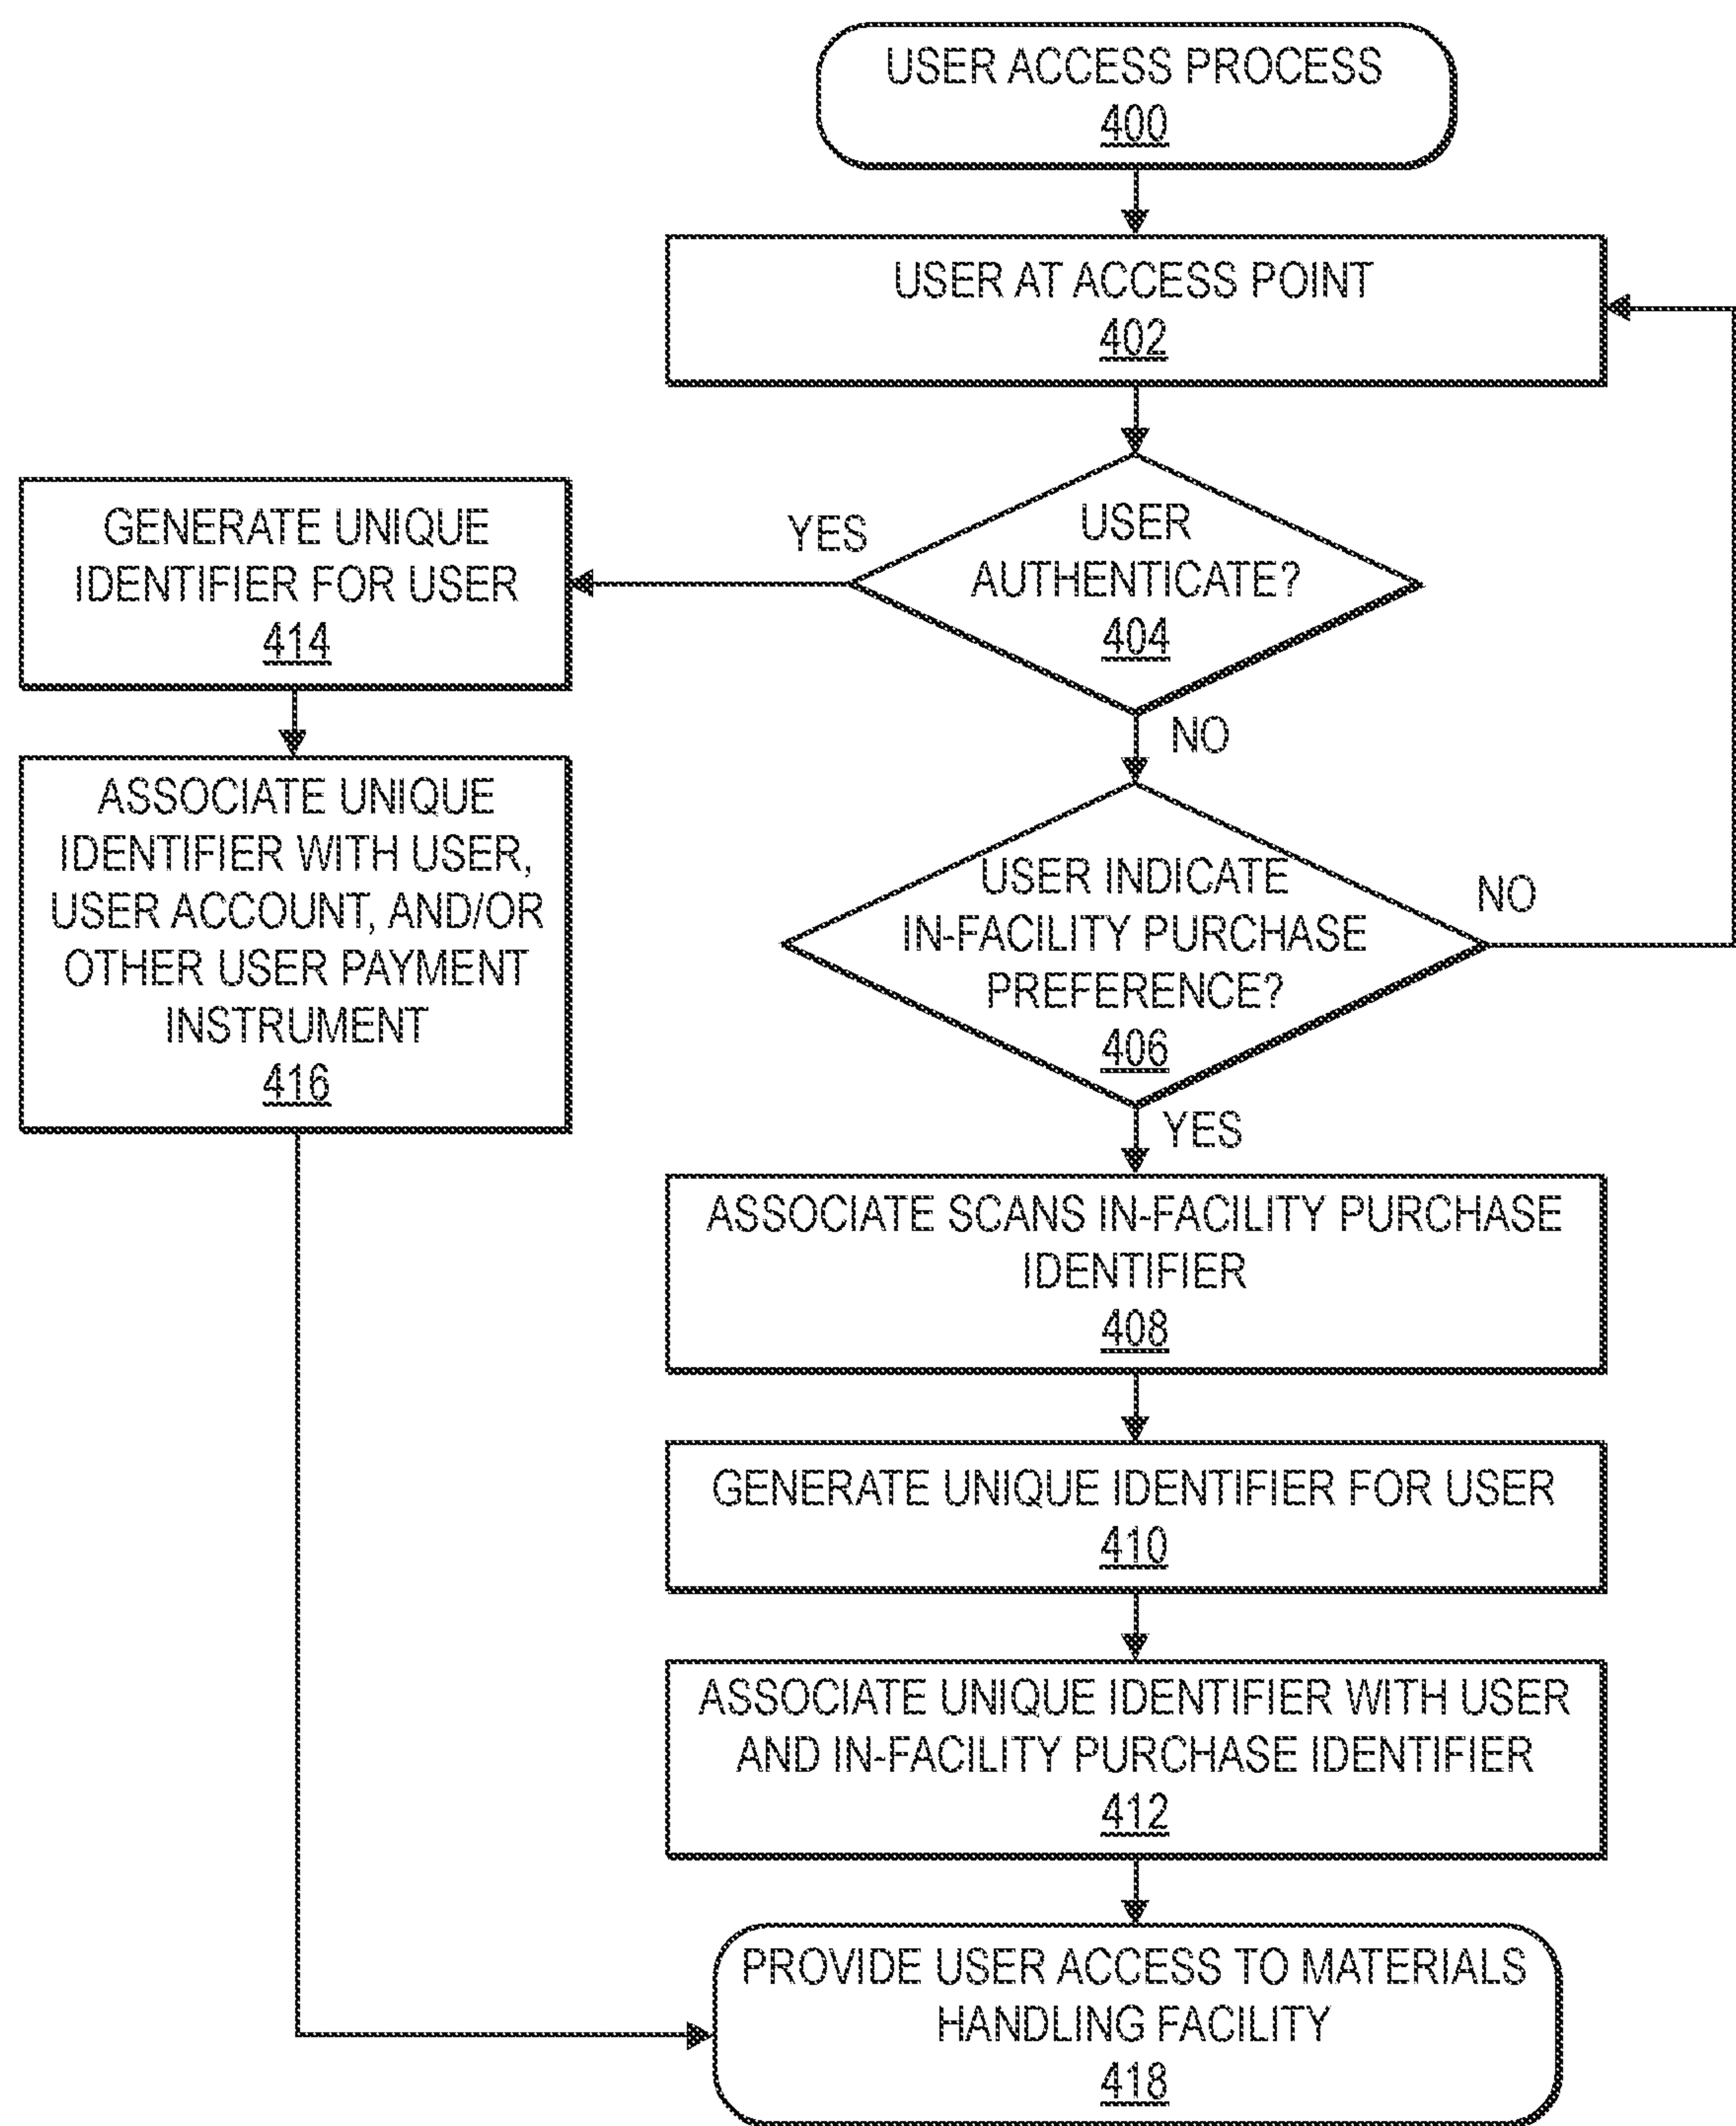 USER ACCESS PROCESS
400
USER AT ACCESS POINT
402
USER
AUTHENTICATE?
404
YES
NO
GENERATE UNIQUE
IDENTIFIER FOR USER
414
ASSOCIATE UNIQUE
IDENTIFIER WITH USER,
USER ACCOUNT, AND/OR
OTHER USER PAYMENT
INSTRUMENT
416
USER INDICATE
IN-FACILITY PURCHASE
PREFERENCE?
406
NO
YES
ASSOCIATE SCANS IN-FACILITY PURCHASE
IDENTIFIER
408
GENERATE UNIQUE IDENTIFIER FOR USER
410
ASSOCIATE UNIQUE IDENTIFIER WITH USER
AND IN-FACILITY PURCHASE IDENTIFIER
412
PROVIDE USER ACCESS TO MATERIALS
HANDLING FACILITY
418